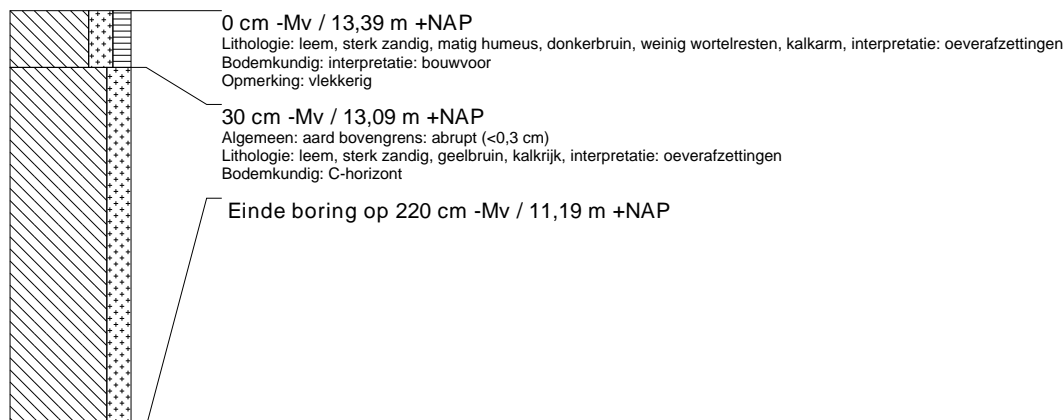 0 cm -Mv / 13,39 m +NAP
Lithologie: leem, sterk zandig, matig humeus, donkerbruin, weinig wortelresten, kalkarm, interpretatie: oeverafzettingen
Bodemkundig: interpretatie: bouwvoor
Opmerking: vlekkerig
30 cm -Mv / 13,09 m +NAP
Algemeen: aard bovengrens: abrupt (<0,3 cm)
Lithologie: leem, sterk zandig, geelbruin, kalkrijk, interpretatie: oeverafzettingen
Bodemkundig: C-horizont
Einde boring op 220 cm -Mv / 11,19 m +NAP